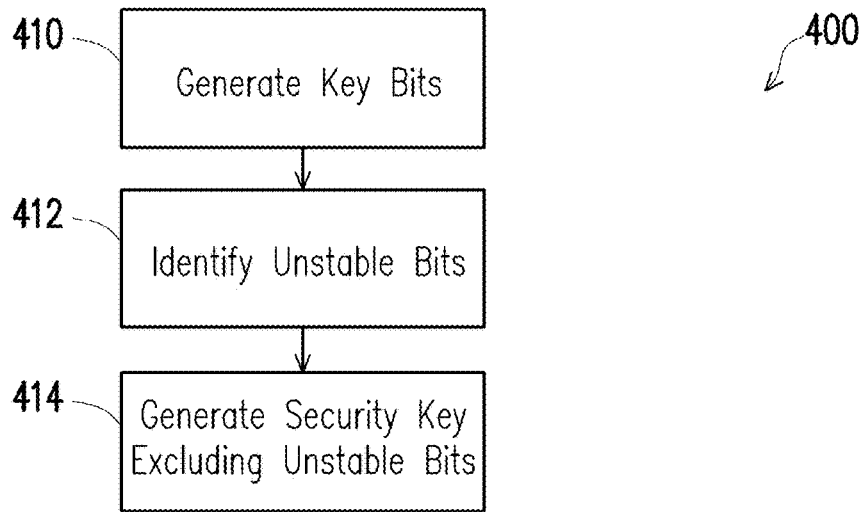 410
400
Generate Key Bits
412
Identify Unstable Bits
414
Generate Security Key
Excluding Unstable Bits